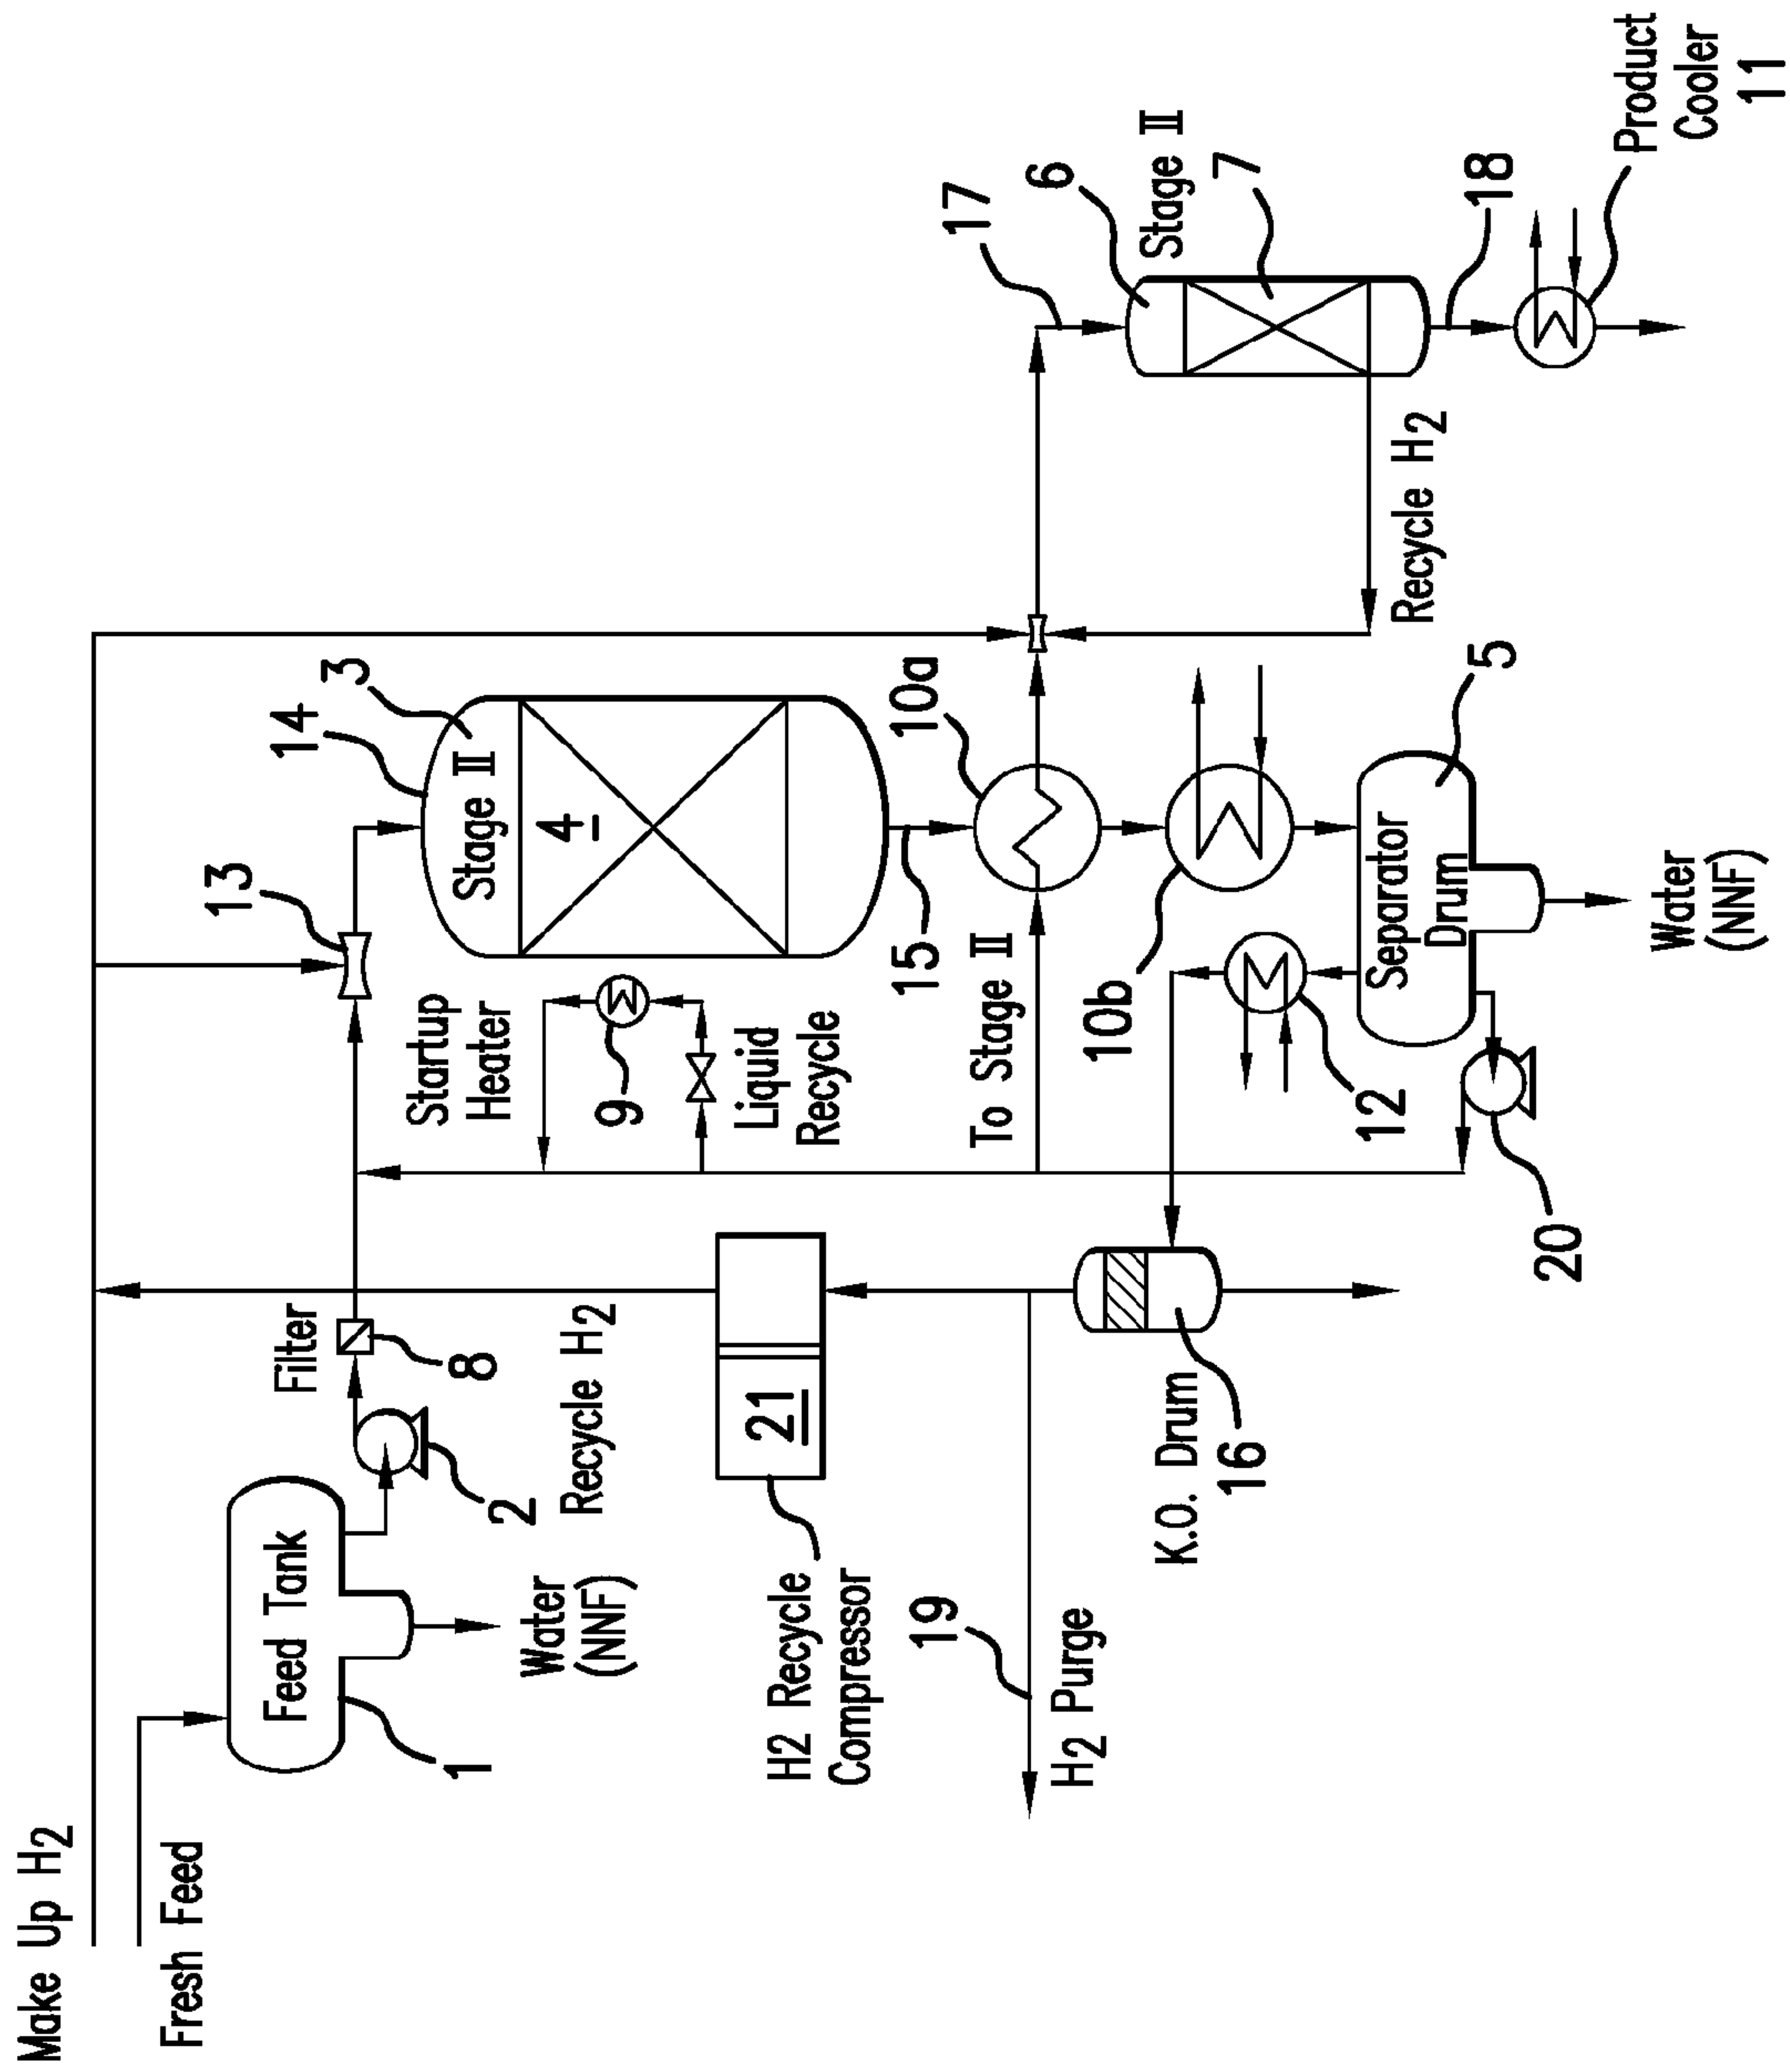 Make Up H2
Fresh Feed
Feed Tank
1
Water
(NNF)
2
Filter
8
Recycle H2
13
14
3
Stage II
4
Startup
Heater
9
Liquid
Recycle
H2 Recycle
Compressor
21
15
10a
To Stage II
17
6
Stage II
7
19
H2 Purge
K.O. Drum
16
10b
12
Separator
Drum
5
Recycle H2
18
20
Water
(NNF)
Product
Cooler
11